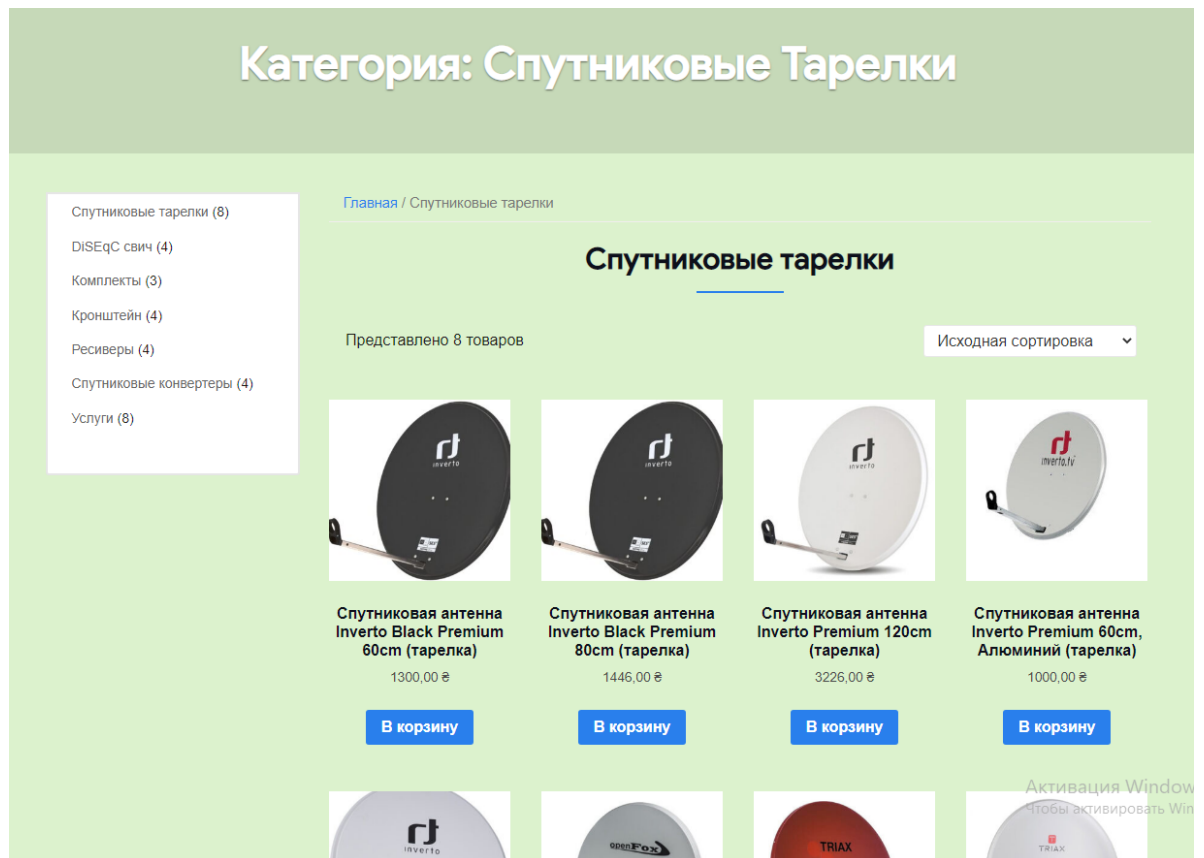 Категория: Спутниковые Тарелки
Спутниковые тарелки (8)
DiSEqC свич (4)
Комплекты (3)
Кронштейн (4)
Ресиверы (4)
Спутниковые конвертеры (4)
Услуги (8)
Главная / Спутниковые тарелки
Спутниковые тарелки
Представлено 8 товаров
Исходная сортировка
inverto
inverto
inverto
inverto.tv
Спутниковая антенна
Inverto Black Premium
60cm (тарелка)
1300,00 ₴
В корзину
Спутниковая антенна
Inverto Black Premium
80cm (тарелка)
1446,00 ₴
В корзину
Спутниковая антенна
Inverto Premium 120cm
(тарелка)
3226,00 ₴
В корзину
Спутниковая антенна
Inverto Premium 60cm,
Алюминий (тарелка)
1000,00 ₴
В корзину
Активация Window
Чтобы активировать Win
inverto
openFox
TRIAX
TRIAX